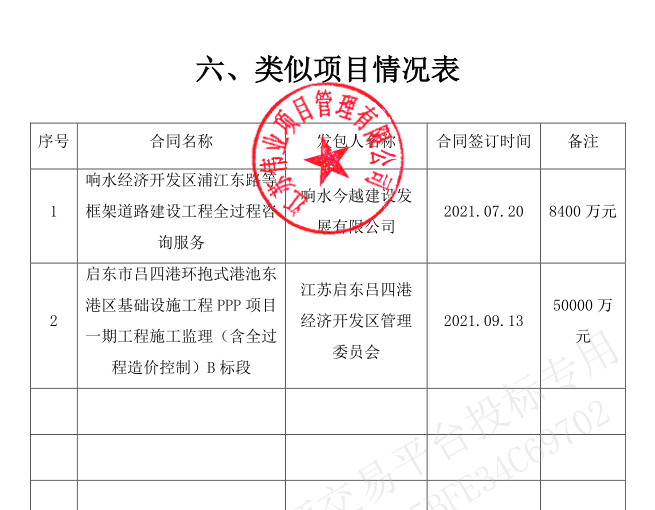 六、类似项目情况表
序号 合同名称 发包人名称 合同签订时间 备注
1 响水经济开发区浦江东路等框架道路建设工程全过程咨询服务 响水今越建设发展有限公司 2021.07.20 8400 万元
2 启东市吕四港环抱式港池东港区基础设施工程 PPP 项目一期工程施工监理（含全过程造价控制）B 标段 江苏启东吕四港经济开发区管理委员会 2021.09.13 50000 万元
江苏伟业项目管理有限公司
交易平台投标专用
BFE34C69702